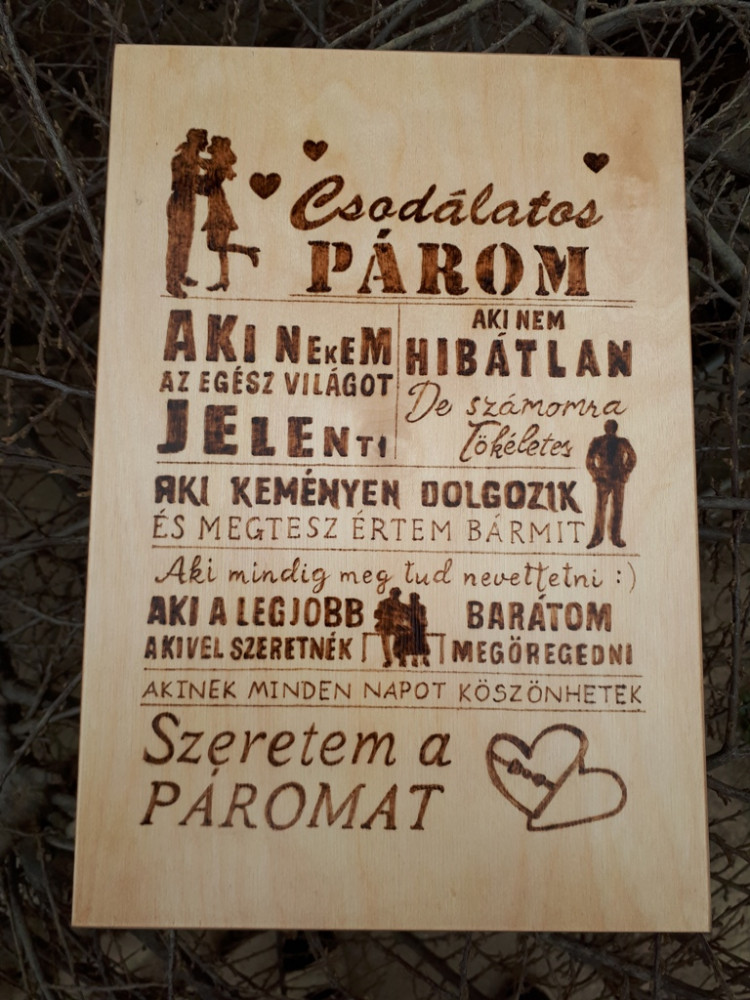 Csodálatos
PÁROM
AKI NEKEM
AZ EGÉSZ VILÁGOT
JELENTI
AKI NEM
HIBÁTLAN
De számomra
Tökéletes
AKI KEMÉNYEN DOLGOZIK
ÉS MEGTESZ ÉRTEM BÁRMIT
Aki mindig meg tud nevettetni :)
AKI A LEGJOBB BARÁTOM
AKIVEL SZERETNÉK MEGÖREGEDNI
AKINEK MINDEN NAPOT KÖSZÖNHETEK
Szeretem a
PÁROMAT